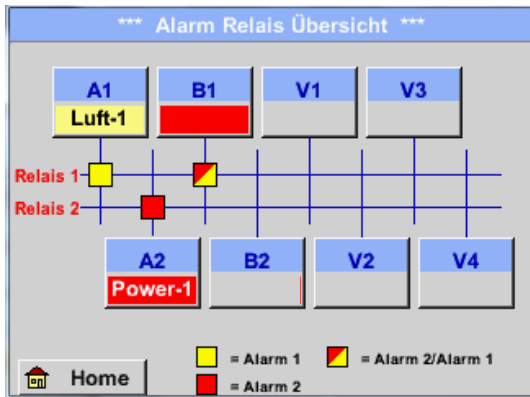 *** Alarm Relais Übersicht ***
A1 B1 V1 V3
Luft-1
Relais 1
Relais 2
A2 B2 V2 V4
Power-1
= Alarm 1 = Alarm 2/Alarm 1
= Alarm 2
Home